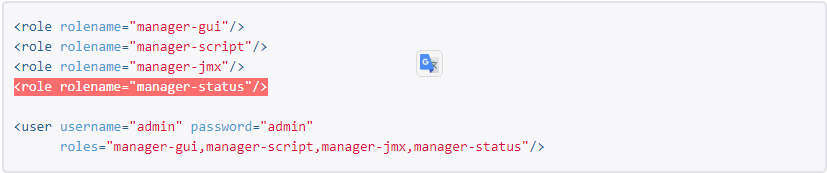 <role rolename="manager-gui"/>
<role rolename="manager-script"/>
<role rolename="manager-jmx"/>
<role rolename="manager-status"/>
<user username="admin" password="admin"
roles="manager-gui,manager-script,manager-jmx,manager-status"/>